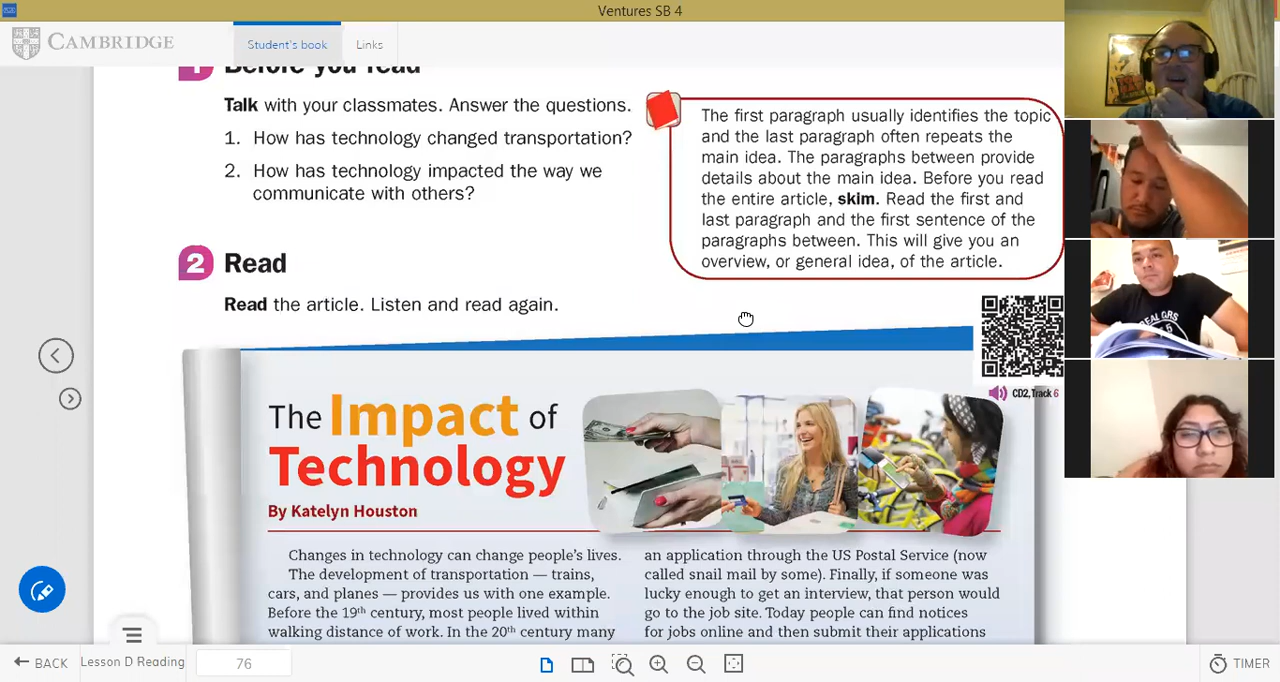 Ventures SB 4
CAMBRIDGE
Student's book
Links
1 Before you read
Talk with your classmates. Answer the questions.
1. How has technology changed transportation?
2. How has technology impacted the way we
communicate with others?
The first paragraph usually identifies the topic
and the last paragraph often repeats the
main idea. The paragraphs between provide
details about the main idea. Before you read
the entire article, skim. Read the first and
last paragraph and the first sentence of the
paragraphs between. This will give you an
overview, or general idea, of the article.
2 Read
Read the article. Listen and read again.
CD2, Track 6
The Impact of
Technology
By Katelyn Houston
Changes in technology can change people's lives.
The development of transportation — trains,
cars, and planes — provides us with one example.
Before the 19th century, most people lived within
walking distance of work. In the 20th century many
an application through the US Postal Service (now
called snail mail by some). Finally, if someone was
lucky enough to get an interview, that person would
go to the job site. Today people can find notices
for jobs online and then submit their applications
BACK
Lesson D Reading
76
TIMER